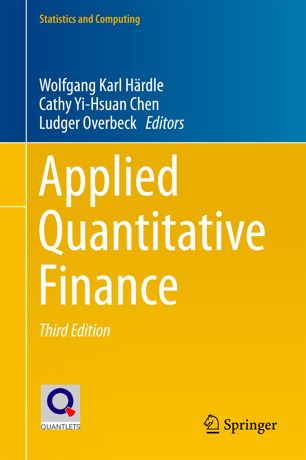 Statistics and Computing
Wolfgang Karl Härdle
Cathy Yi-Hsuan Chen
Ludger Overbeck Editors
Applied
Quantitative
Finance
Third Edition
QUANTLETS
Springer